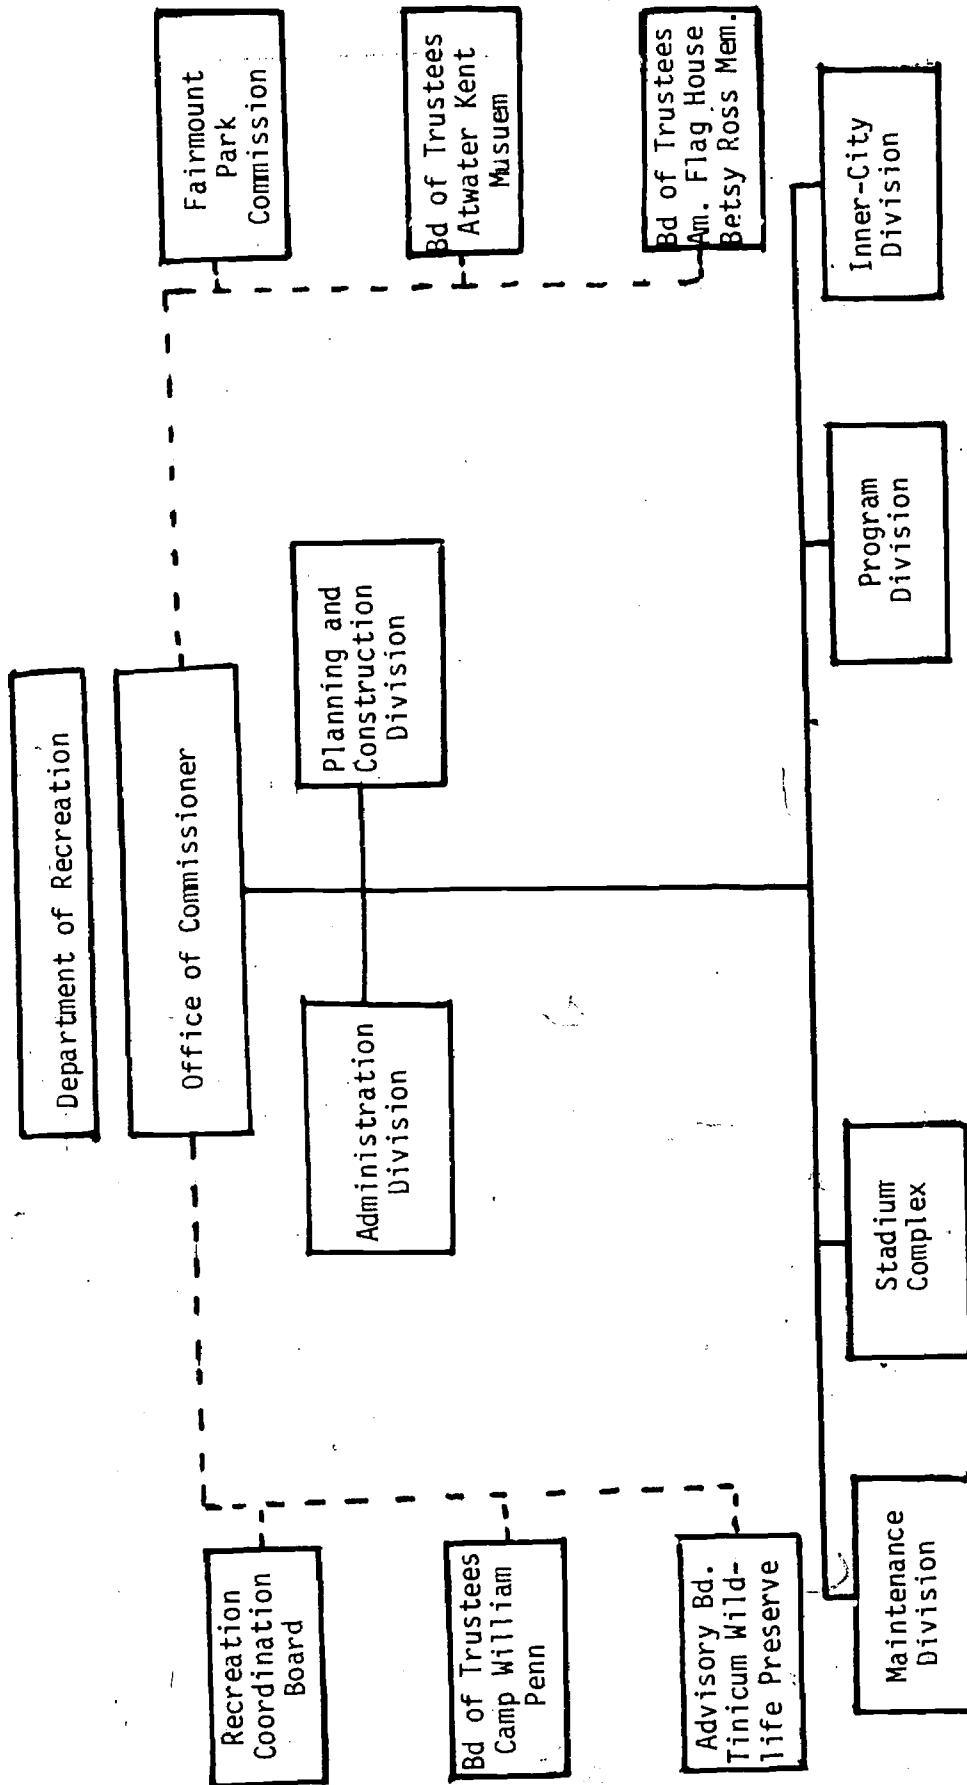 Department of Recreation
Office of Commissioner
Recreation
Coordination
Board
Bd of Trustees
Camp William
Penn
Advisory Bd.
Tinicum Wild-
life Preserve
Administration
Division
Planning and
Construction
Division
Fairmount
Park
Commission
Bd of Trustees
Atwater Kent
Musuem
Bd of Trustees
Am. Flag House
Betsy Ross Mem.
Maintenance
Division
Stadium
Complex
Program
Division
Inner-City
Division